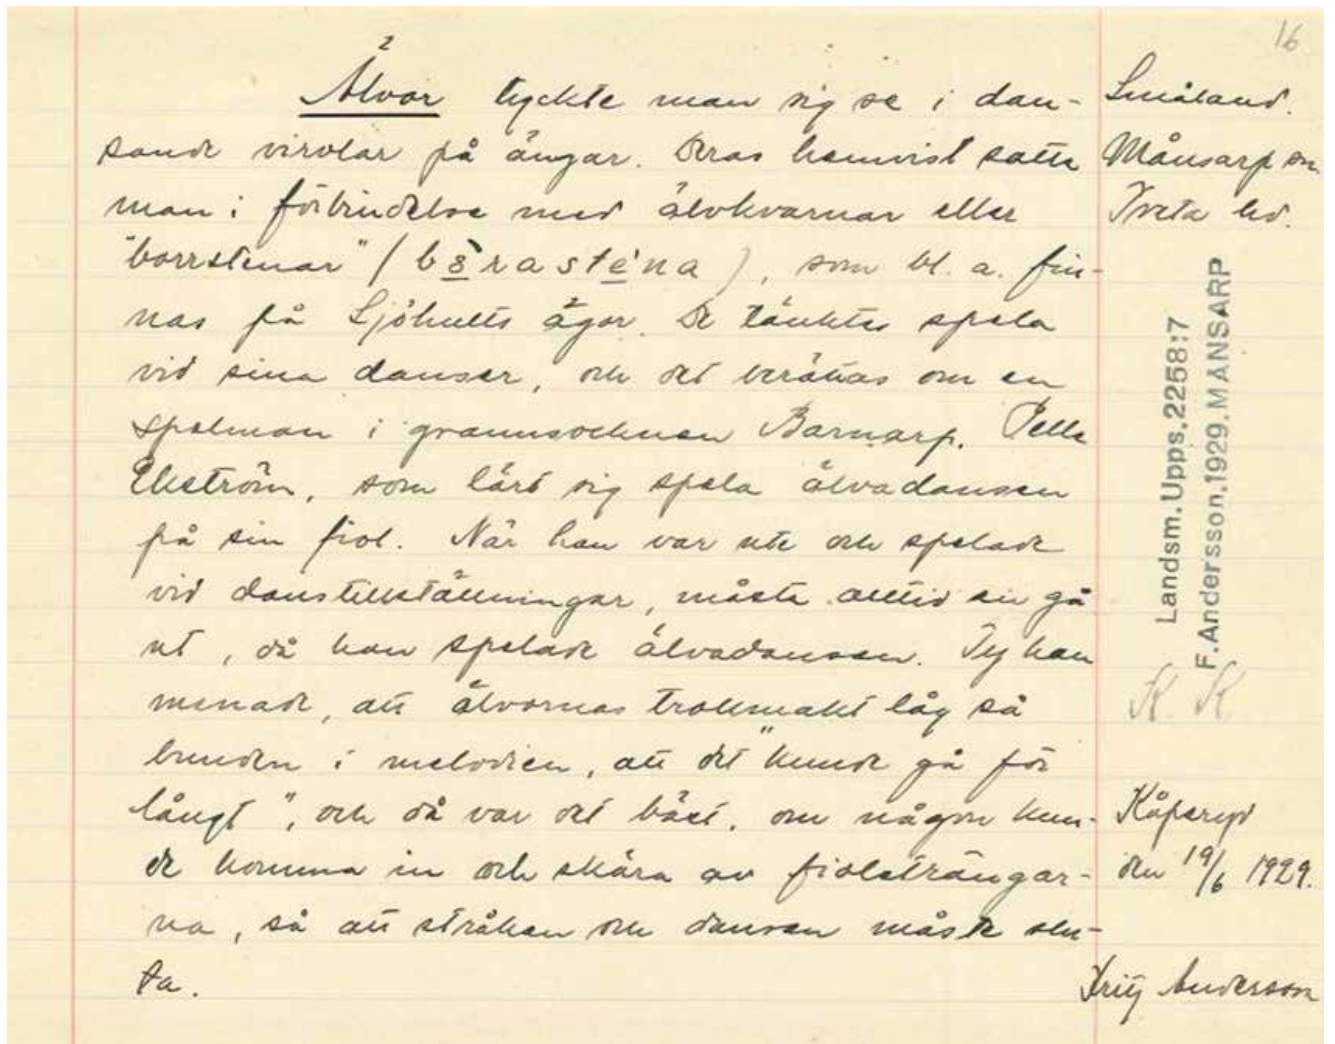 16
Älvor tyckte man sig se i dan-
sande virvlar på ängar. Deras hemvist satte
man i förbindelse med älvkvarnar eller
"borrstenar" (bərasténa), som bl. a. fin-
nas på Sjöhults ägor. De tänktes spela
vid sina danser, och det berättas om en
spelman i grannsocknen Barnarp, Pelle
Ekström, som lärt sig spela älvadansen
på sin fiol. När han var ute och spelade
vid danstillställningar, måste alltid en gå
ut, då han spelade älvadansen. Ty han
menade, att älvornas trollmakt låg så
bunden i melodien, att det "kunde gå för
långt", och då var det bäst, om någon kun-
de komma in och skära av fiolsträngar-
na, så att stråken och dansen måste slu-
ta.
Småland.
Månsarp sn.
Tveta hd.
Landsm. Upps. 2258:7
F. Andersson. 1929. MÅNSARP
K. K.
Kåperyd
den 19/6 1929.
Andersson